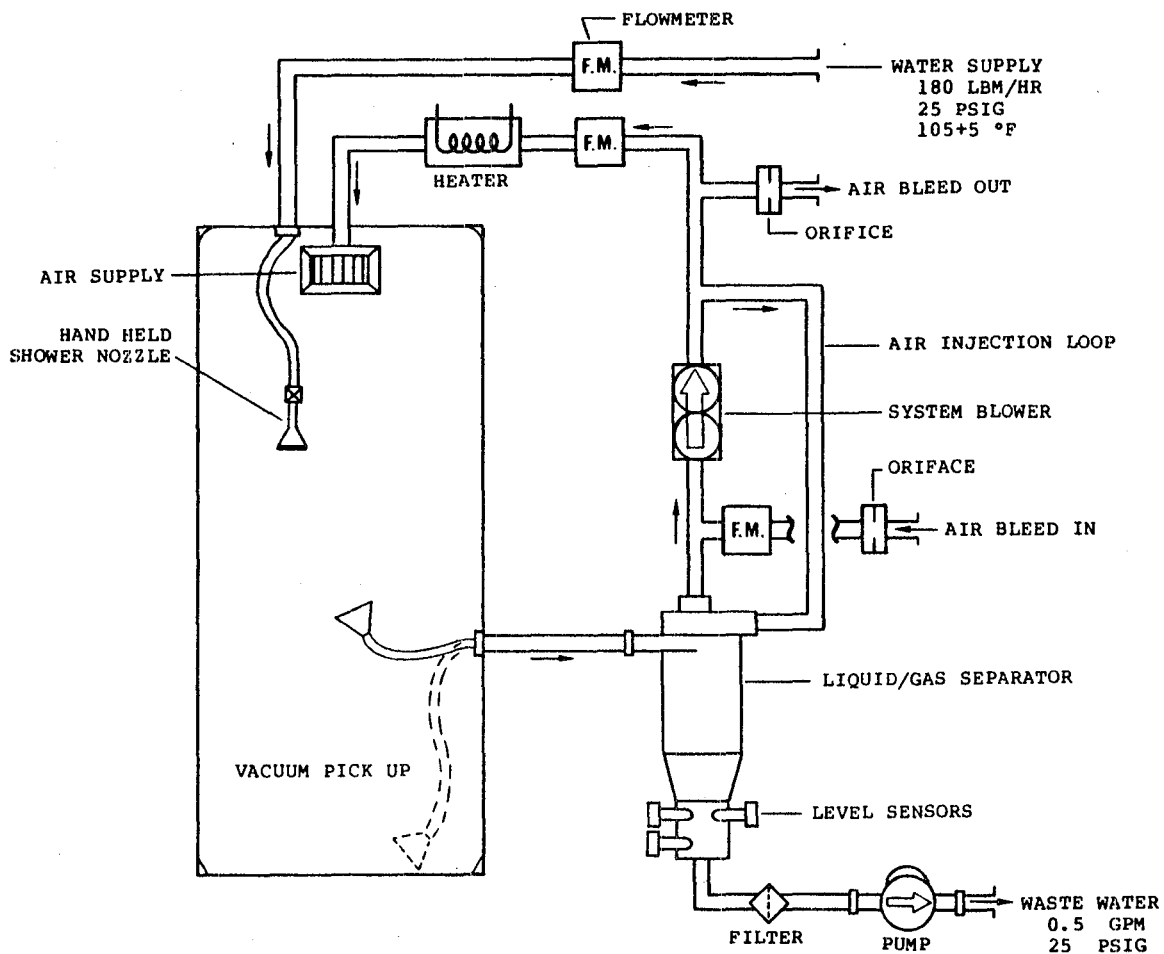 FLOWMETER
F.M.
WATER SUPPLY
180 LBM/HR
25 PSIG
105+5 °F
F.M.
HEATER
AIR BLEED OUT
ORIFICE
AIR SUPPLY
HAND HELD
SHOWER NOZZLE
AIR INJECTION LOOP
SYSTEM BLOWER
ORIFACE
F.M.
AIR BLEED IN
LIQUID/GAS SEPARATOR
VACUUM PICK UP
LEVEL SENSORS
FILTER
PUMP
WASTE WATER
0.5 GPM
25 PSIG